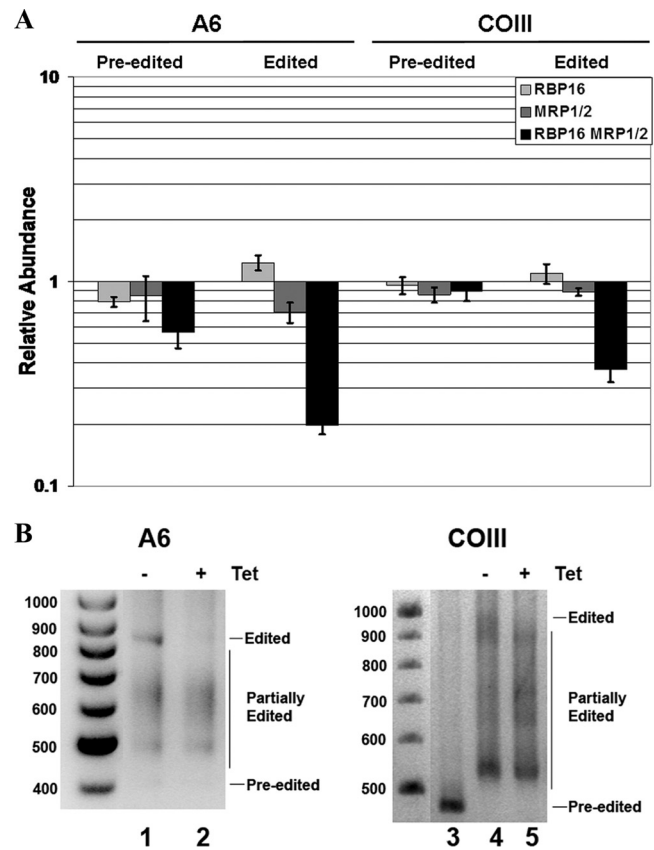 A
A6 COIII
Pre-edited Edited Pre-edited Edited
10
RBP16
MRP1/2
RBP16 MRP1/2
1
0.1
Relative Abundance
B
A6
- + Tet
1000
900
800
700
600
500
400
Edited
Partially
Edited
Pre-edited
1 2
COIII
- + Tet
1000
900
800
700
600
500
Edited
Partially
Edited
Pre-edited
3 4 5